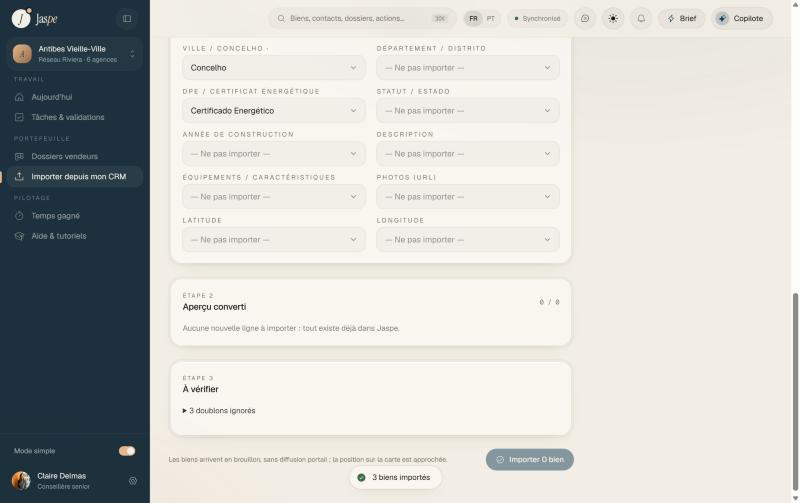 Jaspe
Biens, contacts, dossiers, actions...
⌘K
FR PT
Synchronisé
Brief
Copilote
A
Antibes Vieille-Ville
Réseau Riviera · 6 agences
TRAVAIL
Aujourd'hui
Tâches & validations
PORTEFEUILLE
Dossiers vendeurs
Importer depuis mon CRM
PILOTAGE
Temps gagné
Aide & tutoriels
Mode simple
Claire Delmas
Conseillère senior
VILLE / CONCELHO ·
DÉPARTEMENT / DISTRITO
Concelho
— Ne pas importer —
DPE / CERTIFICAT ÉNERGÉTIQUE
STATUT / ESTADO
Certificado Energético
— Ne pas importer —
ANNÉE DE CONSTRUCTION
DESCRIPTION
— Ne pas importer —
— Ne pas importer —
ÉQUIPEMENTS / CARACTÉRISTIQUES
PHOTOS (URL)
— Ne pas importer —
— Ne pas importer —
LATITUDE
LONGITUDE
— Ne pas importer —
— Ne pas importer —
ÉTAPE 2
Aperçu converti
0 / 0
Aucune nouvelle ligne à importer : tout existe déjà dans Jaspe.
ÉTAPE 3
À vérifier
3 doublons ignorés
Les biens arrivent en brouillon, sans diffusion portail ; la position sur la carte est approchée.
Importer 0 bien
3 biens importés